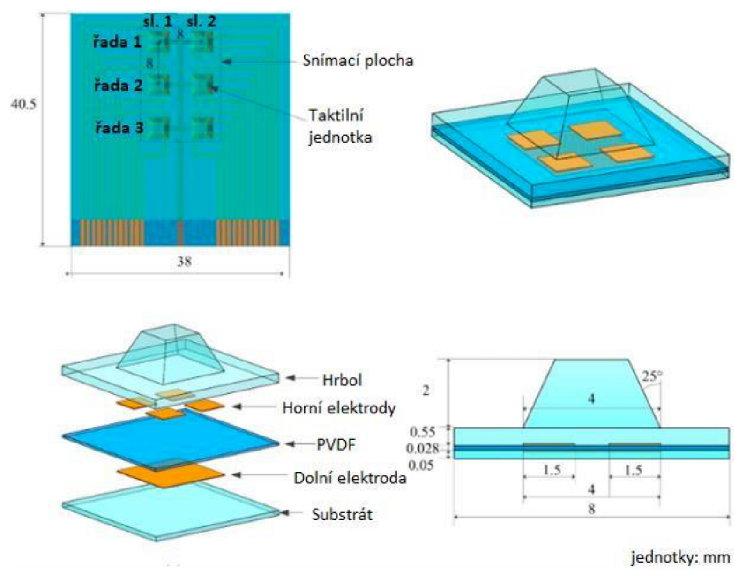 sl. 1 sl. 2
řada 1
8
8
řada 2
řada 3
40.5
38
Snímací plocha
Taktilní
jednotka
Hrbol
Horní elektrody
PVDF
Dolní elektroda
Substrát
2
25°
4
0.55
0.028
0.05
1.5
1.5
4
8
jednotky: mm